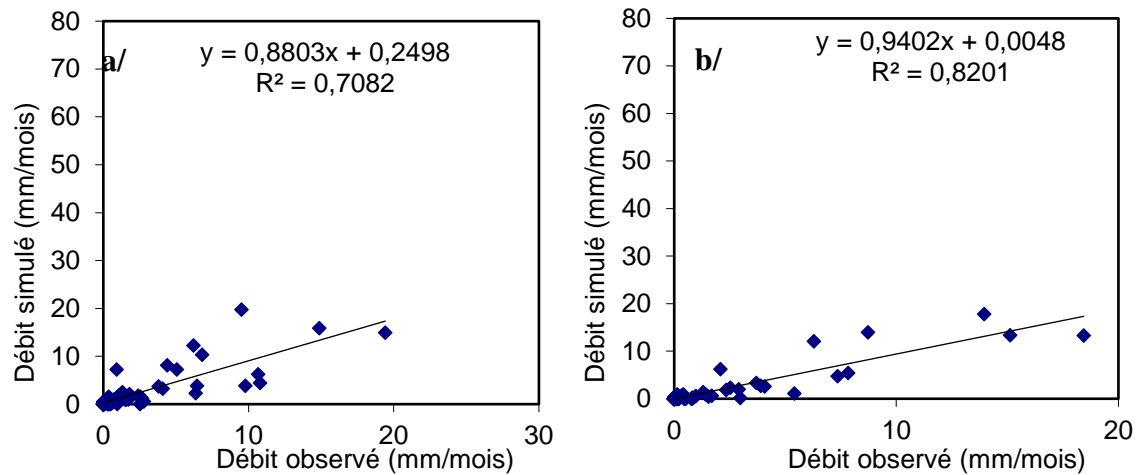 a/
y = 0,8803x + 0,2498
R² = 0,7082
80
70
60
50
40
30
20
10
0
0 10 20 30
Débit simulé (mm/mois)
Débit observé (mm/mois)
b/
y = 0,9402x + 0,0048
R² = 0,8201
80
70
60
50
40
30
20
10
0
0 10 20
Débit simulé (mm/mois)
Débit observé (mm/mois)